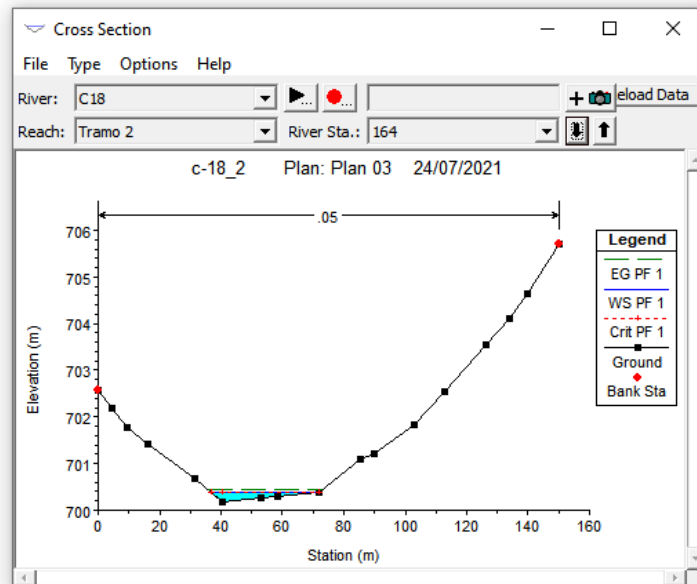 Cross Section
File Type Options Help
River: C18 eload Data
Reach: Tramo 2 River Sta.: 164
c-18_2 Plan: Plan 03 24/07/2021
.05
706
705
704
703
702
701
700
0 20 40 60 80 100 120 140 160
Elevation (m)
Station (m)
Legend
EG PF 1
WS PF 1
Crit PF 1
Ground
Bank Sta